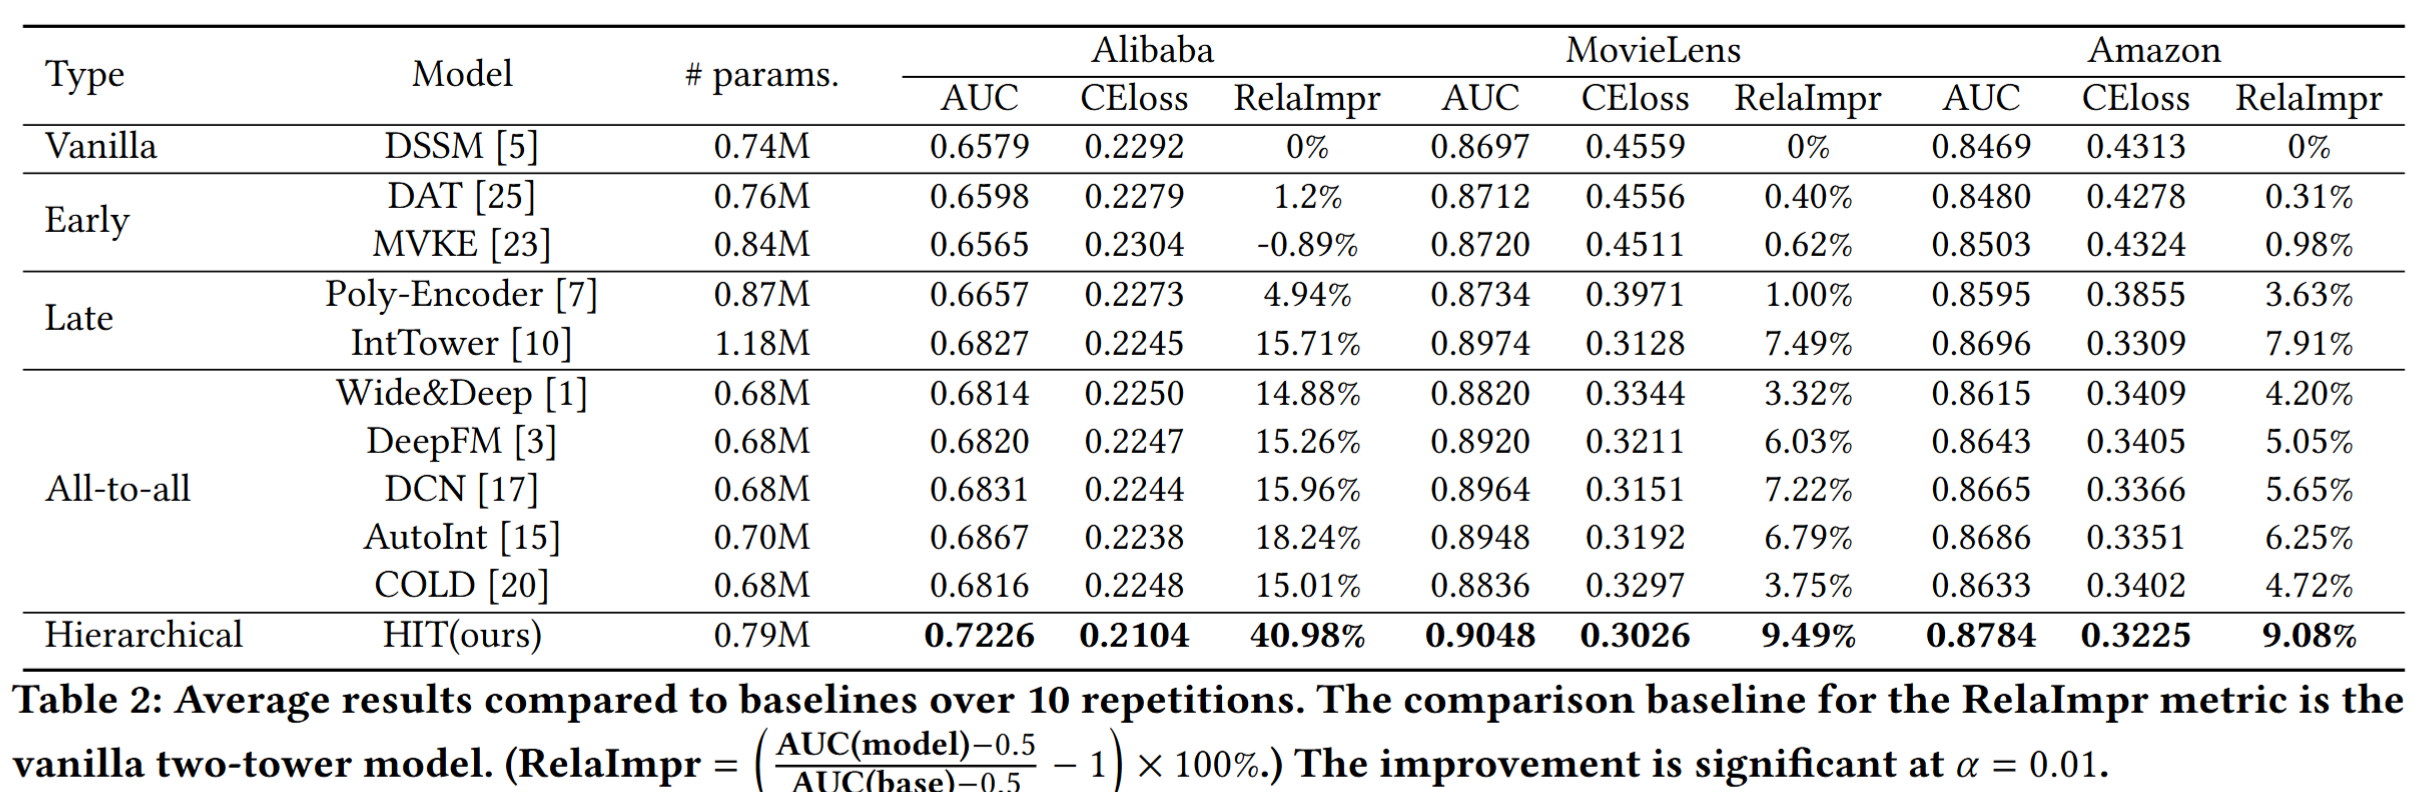 Type Model # params. Alibaba MovieLens Amazon
AUC CEloss RelaImpr AUC CEloss RelaImpr AUC CEloss RelaImpr
Vanilla DSSM [5] 0.74M 0.6579 0.2292 0% 0.8697 0.4559 0% 0.8469 0.4313 0%
Early DAT [25] 0.76M 0.6598 0.2279 1.2% 0.8712 0.4556 0.40% 0.8480 0.4278 0.31%
MVKE [23] 0.84M 0.6565 0.2304 -0.89% 0.8720 0.4511 0.62% 0.8503 0.4324 0.98%
Late Poly-Encoder [7] 0.87M 0.6657 0.2273 4.94% 0.8734 0.3971 1.00% 0.8595 0.3855 3.63%
IntTower [10] 1.18M 0.6827 0.2245 15.71% 0.8974 0.3128 7.49% 0.8696 0.3309 7.91%
All-to-all Wide&Deep [1] 0.68M 0.6814 0.2250 14.88% 0.8820 0.3344 3.32% 0.8615 0.3409 4.20%
DeepFM [3] 0.68M 0.6820 0.2247 15.26% 0.8920 0.3211 6.03% 0.8643 0.3405 5.05%
DCN [17] 0.68M 0.6831 0.2244 15.96% 0.8964 0.3151 7.22% 0.8665 0.3366 5.65%
AutoInt [15] 0.70M 0.6867 0.2238 18.24% 0.8948 0.3192 6.79% 0.8686 0.3351 6.25%
COLD [20] 0.68M 0.6816 0.2248 15.01% 0.8836 0.3297 3.75% 0.8633 0.3402 4.72%
Hierarchical HIT(ours) 0.79M 0.7226 0.2104 40.98% 0.9048 0.3026 9.49% 0.8784 0.3225 9.08%
Table 2: Average results compared to baselines over 10 repetitions. The comparison baseline for the RelaImpr metric is the
vanilla two-tower model. (RelaImpr = (AUC(model)−0.5 / AUC(base)−0.5 − 1) × 100%.) The improvement is significant at α = 0.01.